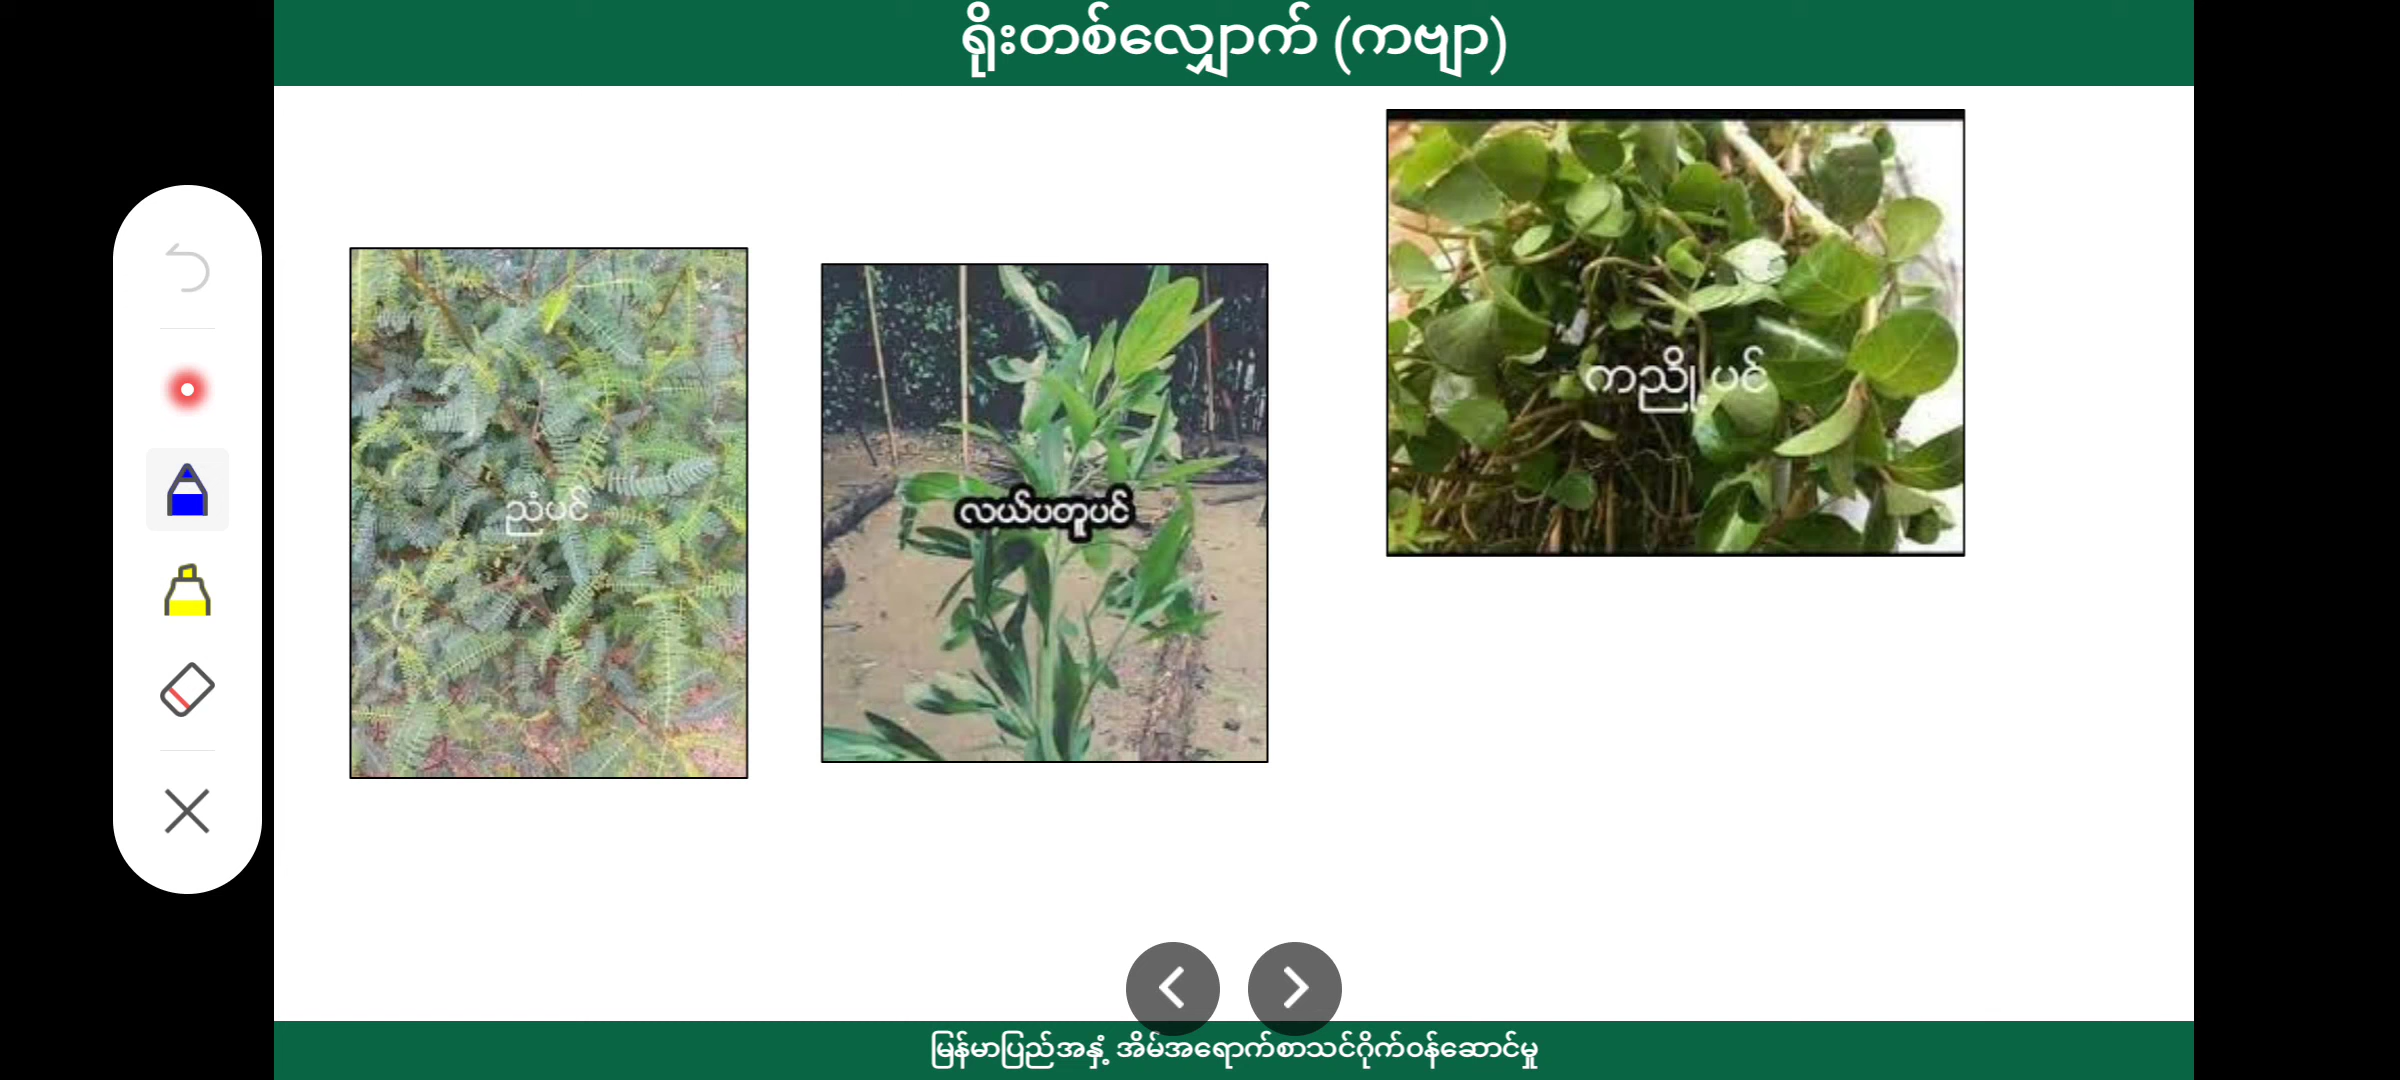 ရိုးတစ်လျှောက် (ကဗျာ)
ညံပင်
လယ်ပတူပင်
ကညို့ပင်
မြန်မာပြည်အနှံ့ အိမ်အရောက်စာသင်ဂိုက်ဝန်ဆောင်မှု